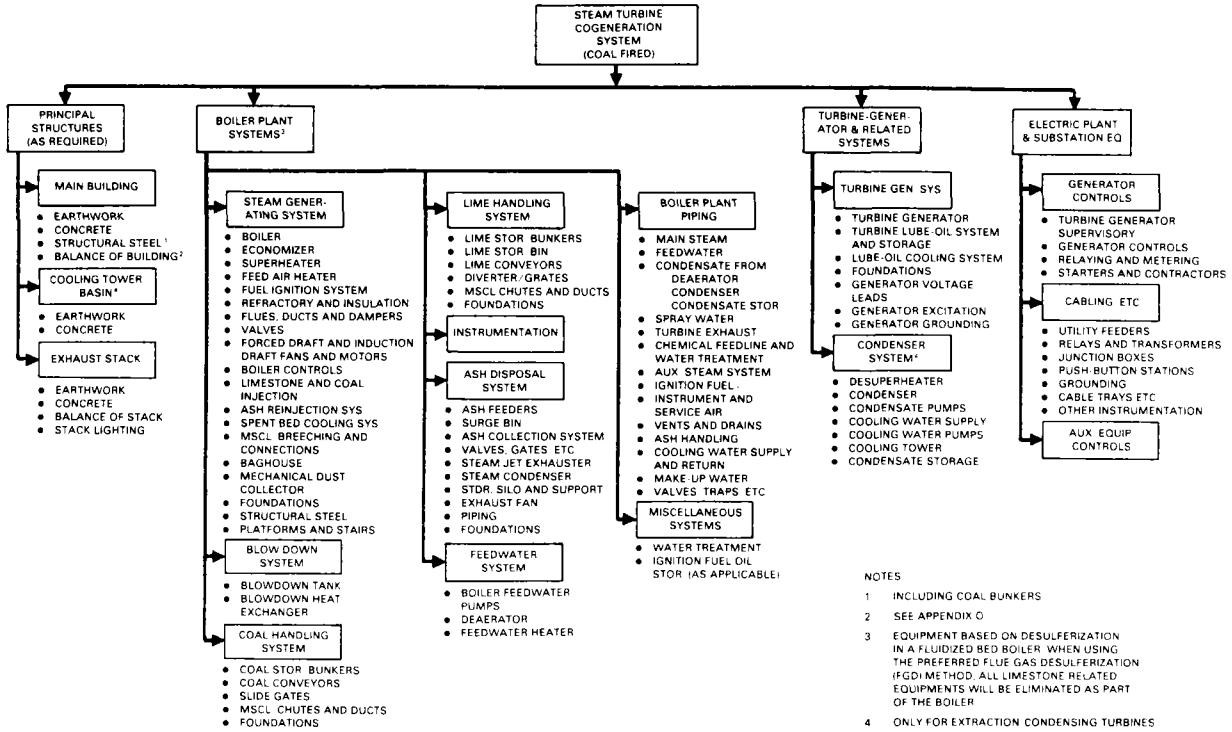 STEAM TURBINE
COGENERATION
SYSTEM
(COAL FIRED)
PRINCIPAL
STRUCTURES
(AS REQUIRED)
MAIN BUILDING
• EARTHWORK
• CONCRETE
• STRUCTURAL STEEL¹
• BALANCE OF BUILDING²
COOLING TOWER
BASIN⁴
• EARTHWORK
• CONCRETE
EXHAUST STACK
• EARTHWORK
• CONCRETE
• BALANCE OF STACK
• STACK LIGHTING
BOILER PLANT
SYSTEMS³
STEAM GENER-
ATING SYSTEM
• BOILER
• ECONOMIZER
• SUPERHEATER
• FEED AIR HEATER
• FUEL IGNITION SYSTEM
• REFRACTORY AND INSULATION
• FLUES, DUCTS AND DAMPERS
• VALVES
• FORCED DRAFT AND INDUCTION
DRAFT FANS AND MOTORS
• BOILER CONTROLS
• LIMESTONE AND COAL
INJECTION
• ASH REINJECTION SYS
• SPENT BED COOLING SYS
• MSCL BREECHING AND
CONNECTIONS
• BAGHOUSE
• MECHANICAL DUST
COLLECTOR
• FOUNDATIONS
• STRUCTURAL STEEL
• PLATFORMS AND STAIRS
BLOW DOWN
SYSTEM
• BLOWDOWN TANK
• BLOWDOWN HEAT
EXCHANGER
COAL HANDLING
SYSTEM
• COAL STOR BUNKERS
• COAL CONVEYORS
• SLIDE GATES
• MSCL CHUTES AND DUCTS
• FOUNDATIONS
LIME HANDLING
SYSTEM
• LIME STOR BUNKERS
• LIME STOR BIN
• LIME CONVEYORS
• DIVERTER/GRATES
• MSCL CHUTES AND DUCTS
• FOUNDATIONS
INSTRUMENTATION
ASH DISPOSAL
SYSTEM
• ASH FEEDERS
• SURGE BIN
• ASH COLLECTION SYSTEM
• VALVES, GATES ETC
• STEAM JET EXHAUSTER
• STEAM CONDENSER
• STDR. SILO AND SUPPORT
• EXHAUST FAN
• PIPING
• FOUNDATIONS
FEEDWATER
SYSTEM
• BOILER FEEDWATER
PUMPS
• DEAERATOR
• FEEDWATER HEATER
BOILER PLANT
PIPING
• MAIN STEAM
• FEEDWATER
• CONDENSATE FROM
DEAERATOR
CONDENSER
CONDENSATE STOR
• SPRAY WATER
• TURBINE EXHAUST
• CHEMICAL FEEDLINE AND
WATER TREATMENT
• AUX STEAM SYSTEM
• IGNITION FUEL
• INSTRUMENT AND
SERVICE AIR
• VENTS AND DRAINS
• ASH HANDLING
• COOLING WATER SUPPLY
AND RETURN
• MAKE-UP WATER
• VALVES TRAPS ETC
MISCELLANEOUS
SYSTEMS
• WATER TREATMENT
• IGNITION FUEL OIL
STOR (AS APPLICABLE)
TURBINE-GENER-
ATOR & RELATED
SYSTEMS
TURBINE GEN SYS
• TURBINE GENERATOR
• TURBINE LUBE-OIL SYSTEM
AND STORAGE
• LUBE-OIL COOLING SYSTEM
• FOUNDATIONS
• GENERATOR VOLTAGE
LEADS
• GENERATOR EXCITATION
• GENERATOR GROUNDING
CONDENSER
SYSTEM⁴
• DESUPERHEATER
• CONDENSER
• CONDENSATE PUMPS
• COOLING WATER SUPPLY
• COOLING WATER PUMPS
• COOLING TOWER
• CONDENSATE STORAGE
ELECTRIC PLANT
& SUBSTATION EQ
GENERATOR
CONTROLS
• TURBINE GENERATOR
SUPERVISORY
• GENERATOR CONTROLS
• RELAYING AND METERING
• STARTERS AND CONTRACTORS
CABLING ETC
• UTILITY FEEDERS
• RELAYS AND TRANSFORMERS
• JUNCTION BOXES
• PUSH-BUTTON STATIONS
• GROUNDING
• CABLE TRAYS ETC
• OTHER INSTRUMENTATION
AUX EQUIP
CONTROLS
NOTES
1 INCLUDING COAL BUNKERS
2 SEE APPENDIX O
3 EQUIPMENT BASED ON DESULFERIZATION
IN A FLUIDIZED BED BOILER WHEN USING
THE PREFERRED FLUE GAS DESULFERIZATION
(FGD) METHOD, ALL LIMESTONE RELATED
EQUIPMENTS WILL BE ELIMINATED AS PART
OF THE BOILER
4 ONLY FOR EXTRACTION CONDENSING TURBINES